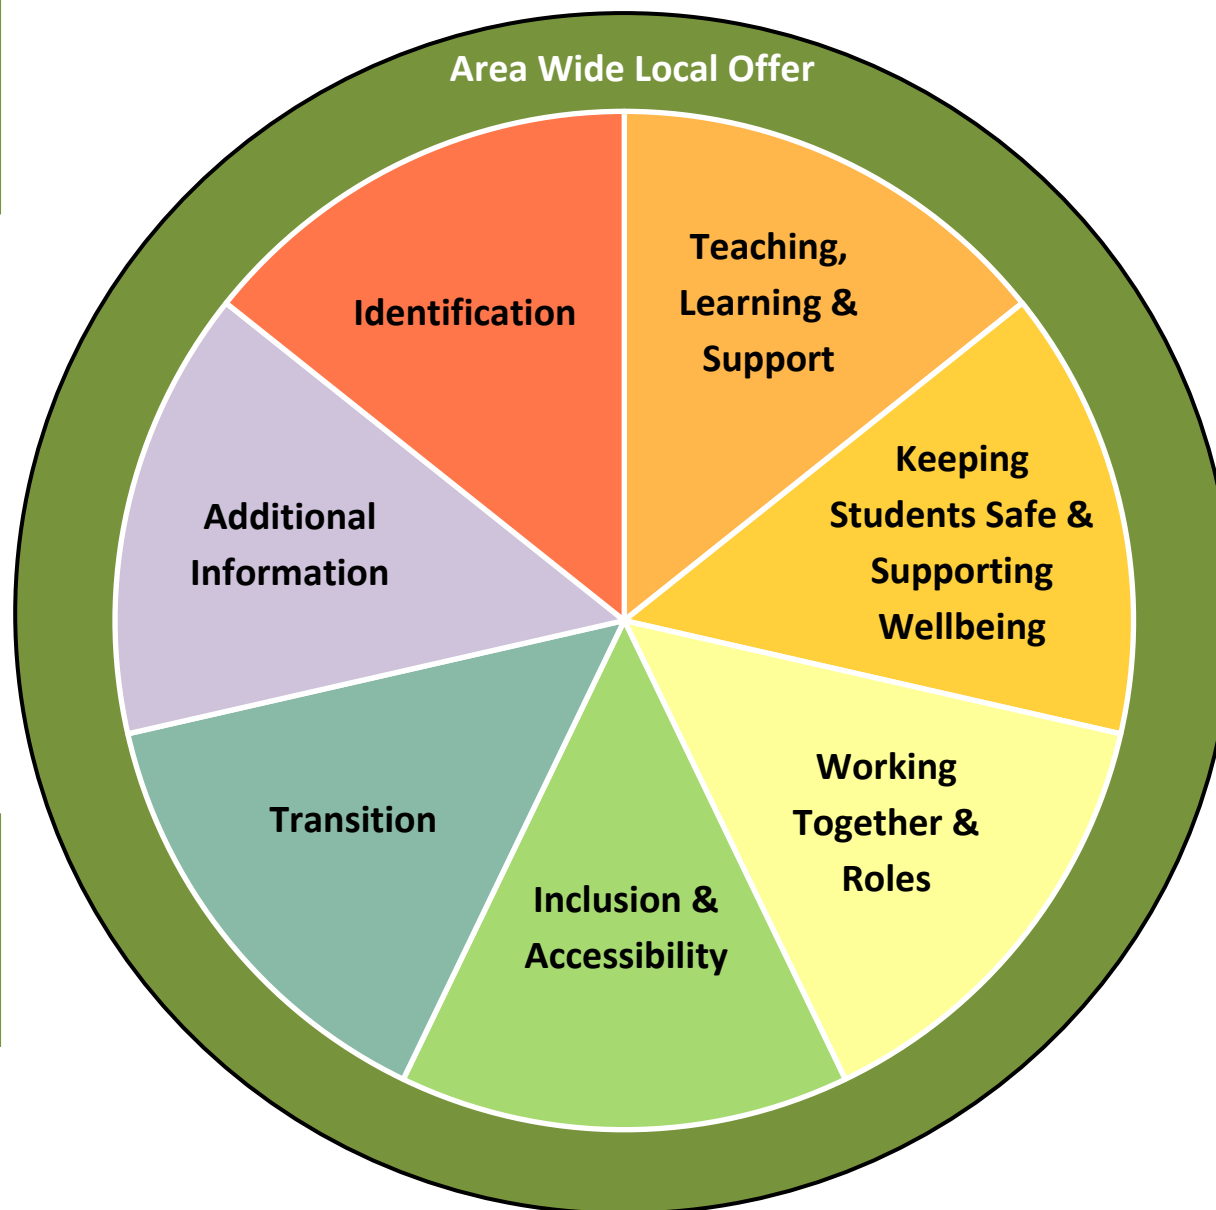 Area Wide Local Offer
Identification
Teaching,
Learning &
Support
Keeping
Students Safe &
Supporting
Wellbeing
Working
Together &
Roles
Inclusion &
Accessibility
Transition
Additional
Information